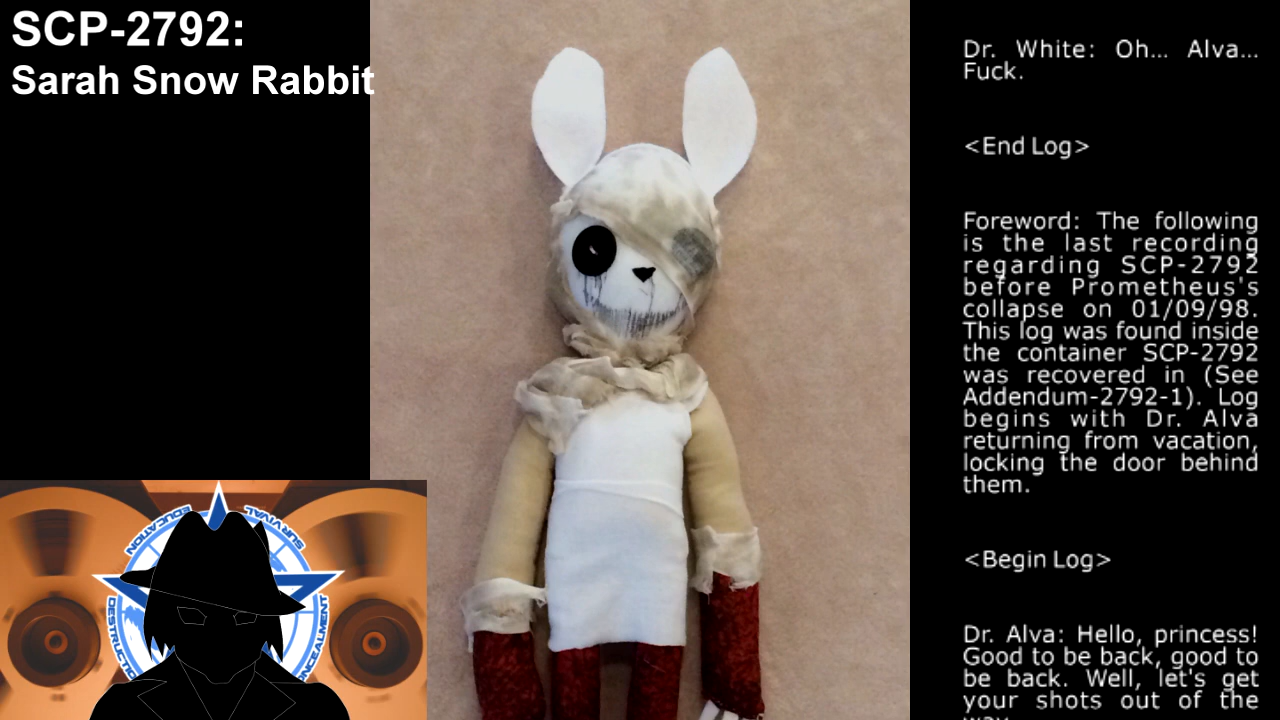 SCP-2792:
Sarah Snow Rabbit
Dr. White: Oh... Alva...
Fuck.
<End Log>
Foreword: The following
is the last recording
regarding SCP-2792
before Prometheus's
collapse on 01/09/98.
This log was found inside
the container SCP-2792
was recovered in (See
Addendum-2792-1). Log
begins with Dr. Alva
returning from vacation,
locking the door behind
them.
<Begin Log>
Dr. Alva: Hello, princess!
Good to be back, good to
be back. Well, let's get
your shots out of the
way.
EDUCATION
SURVIVAL